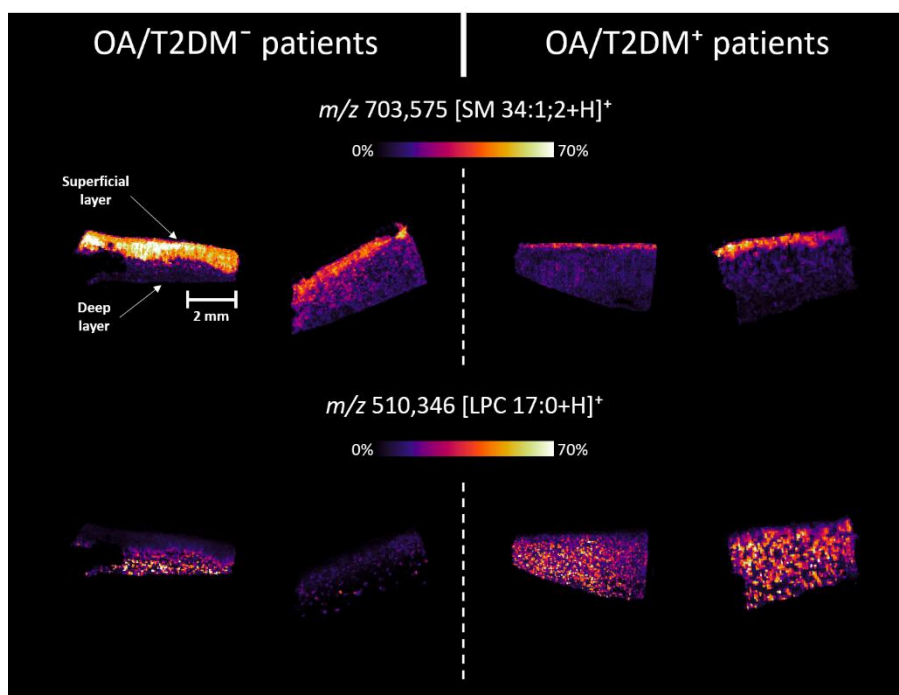 OA/T2DM⁻ patients
OA/T2DM⁺ patients
m/z 703,575 [SM 34:1;2+H]⁺
0%
70%
Superficial
layer
Deep
layer
2 mm
m/z 510,346 [LPC 17:0+H]⁺
0%
70%